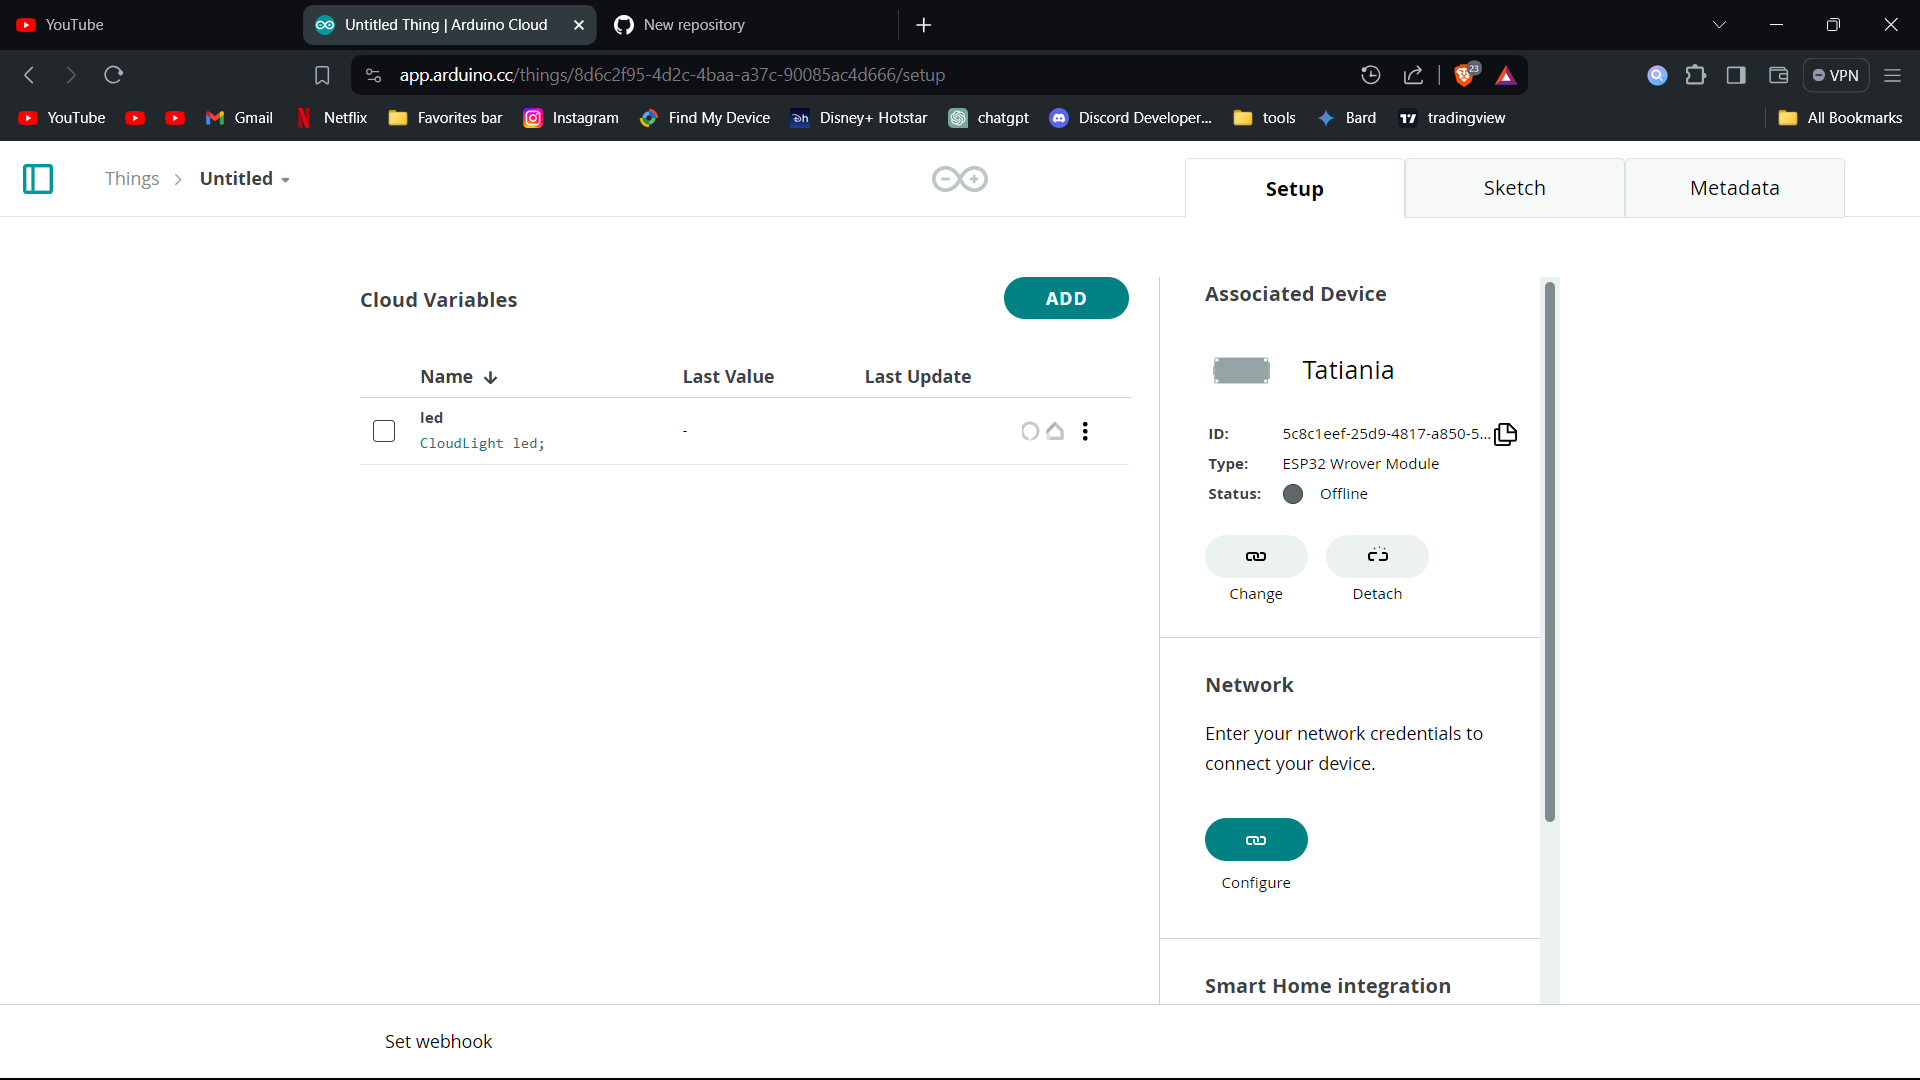 YouTube
Untitled Thing | Arduino Cloud
New repository
app.arduino.cc/things/8d6c2f95-4d2c-4baa-a37c-90085ac4d666/setup
23
VPN
YouTube
Gmail
Netflix
Favorites bar
Instagram
Find My Device
Disney+ Hotstar
chatgpt
Discord Developer...
tools
Bard
tradingview
All Bookmarks
Things > Untitled
Setup
Sketch
Metadata
Cloud Variables
ADD
Name
Last Value
Last Update
led
CloudLight led;
-
Associated Device
Tatiania
ID: 5c8c1eef-25d9-4817-a850-5...
Type: ESP32 Wrover Module
Status: Offline
Change
Detach
Network
Enter your network credentials to
connect your device.
Configure
Smart Home integration
Set webhook